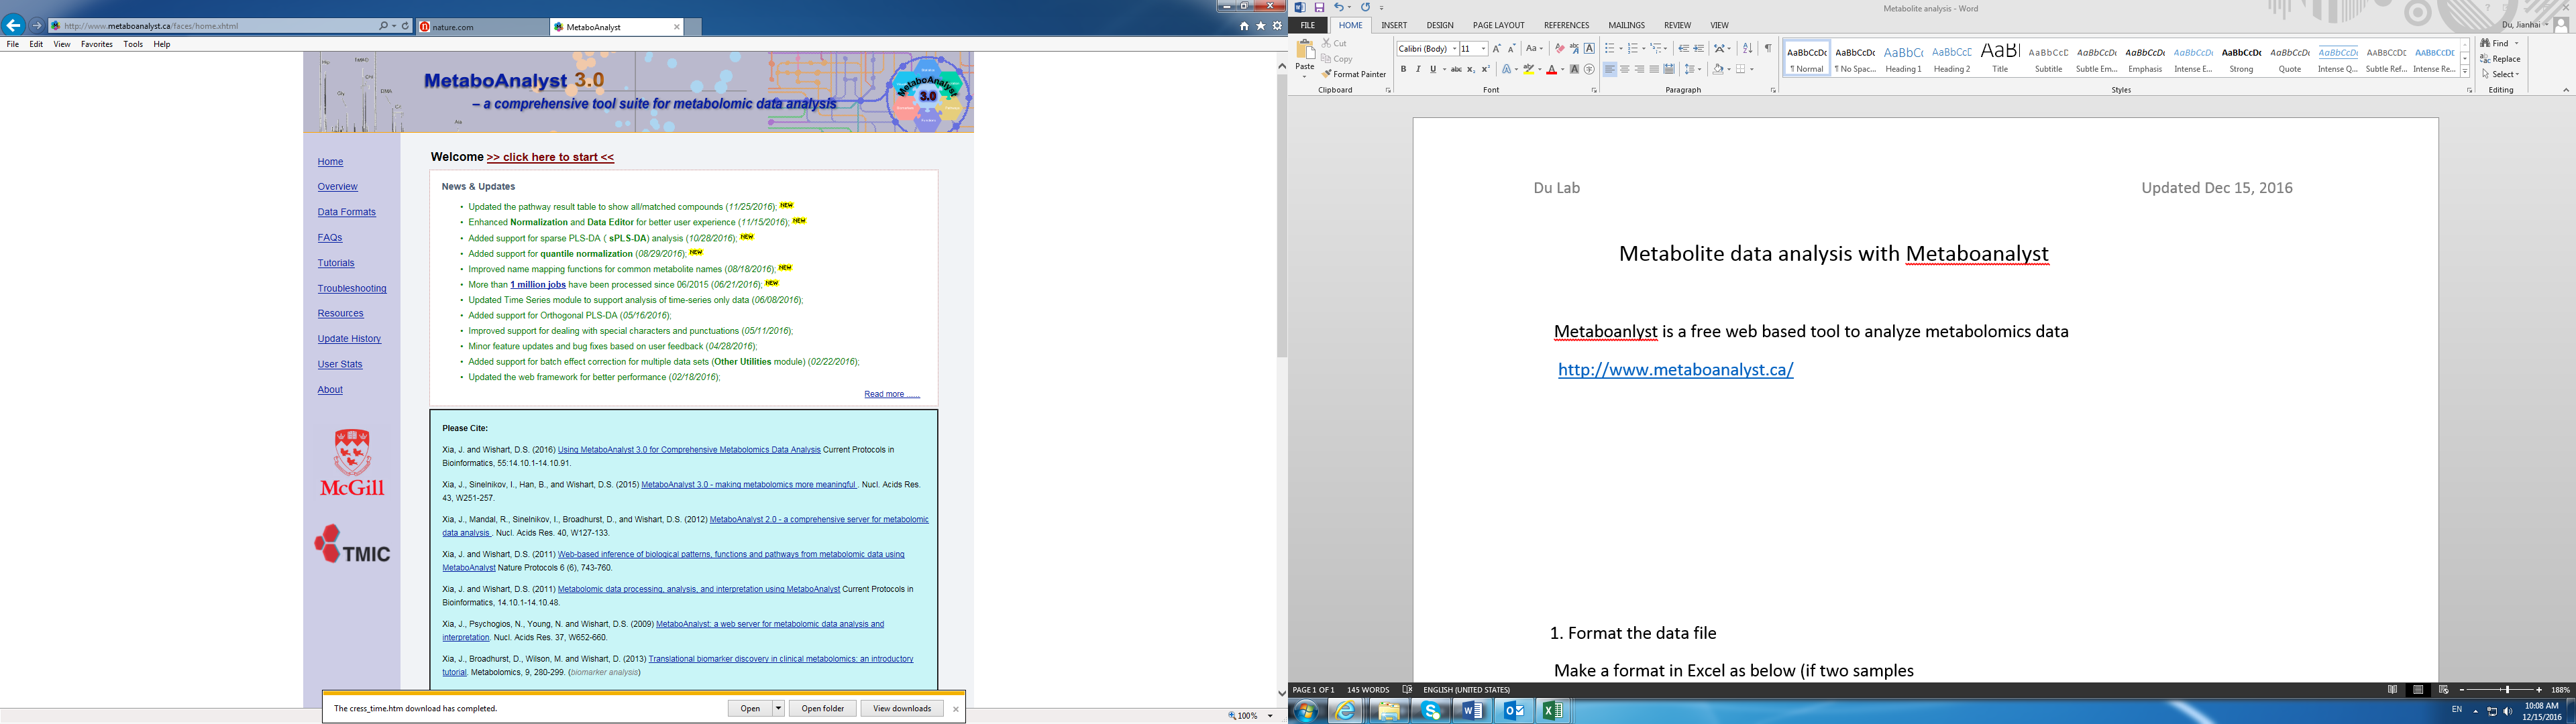 http://www.metaboanalyst.ca/faces/home.xhtml
nature.com
MetaboAnalyst
File Edit View Favorites Tools Help
MetaboAnalyst 3.0
– a comprehensive tool suite for metabolomic data analysis
MetaboAnalyst
3.0
Home
Overview
Data Formats
FAQs
Tutorials
Troubleshooting
Resources
Update History
User Stats
About
McGill
TMIC
Welcome >> click here to start <<
News & Updates
• Updated the pathway result table to show all/matched compounds (11/25/2016); NEW
• Enhanced Normalization and Data Editor for better user experience (11/15/2016); NEW
• Added support for sparse PLS-DA ( sPLS-DA) analysis (10/28/2016); NEW
• Added support for quantile normalization (08/29/2016); NEW
• Improved name mapping functions for common metabolite names (08/18/2016); NEW
• More than 1 million jobs have been processed since 06/2015 (06/21/2016); NEW
• Updated Time Series module to support analysis of time-series only data (06/08/2016);
• Added support for Orthogonal PLS-DA (05/16/2016);
• Improved support for dealing with special characters and punctuations (05/11/2016);
• Minor feature updates and bug fixes based on user feedback (04/28/2016);
• Added support for batch effect correction for multiple data sets (Other Utilities module) (02/22/2016);
• Updated the web framework for better performance (02/18/2016);
Read more ......
Please Cite:
Xia, J. and Wishart, D.S. (2016) Using MetaboAnalyst 3.0 for Comprehensive Metabolomics Data Analysis Current Protocols in
Bioinformatics, 55:14.10.1-14.10.91.
Xia, J., Sinelnikov, I., Han, B., and Wishart, D.S. (2015) MetaboAnalyst 3.0 - making metabolomics more meaningful . Nucl. Acids Res.
43, W251-257.
Xia, J., Mandal, R., Sinelnikov, I., Broadhurst, D., and Wishart, D.S. (2012) MetaboAnalyst 2.0 - a comprehensive server for metabolomic
data analysis . Nucl. Acids Res. 40, W127-133.
Xia, J. and Wishart, D.S. (2011) Web-based inference of biological patterns, functions and pathways from metabolomic data using
MetaboAnalyst Nature Protocols 6 (6), 743-760.
Xia, J. and Wishart, D.S. (2011) Metabolomic data processing, analysis, and interpretation using MetaboAnalyst Current Protocols in
Bioinformatics, 14.10.1-14.10.48.
Xia, J., Psychogios, N., Young, N. and Wishart, D.S. (2009) MetaboAnalyst: a web server for metabolomic data analysis and
interpretation. Nucl. Acids Res. 37, W652-660.
Xia, J., Broadhurst, D., Wilson, M. and Wishart, D. (2013) Translational biomarker discovery in clinical metabolomics: an introductory
tutorial. Metabolomics, 9, 280-299. (biomarker analysis)
The cress_time.htm download has completed. Open Open folder View downloads
100%
Metabolite analysis - Word
Du, Jianhai
FILE HOME INSERT DESIGN PAGE LAYOUT REFERENCES MAILINGS REVIEW VIEW
Paste
Cut
Copy
Format Painter
Clipboard
Calibri (Body) 11
Font
Paragraph
¶ Normal ¶ No Spac... Heading 1 Heading 2 Title Subtitle Subtle Em... Emphasis Intense E... Strong Quote Intense Q... Subtle Ref... Intense Re...
Styles
Find
Replace
Select
Editing
Du Lab Updated Dec 15, 2016
Metabolite data analysis with Metaboanalyst
Metaboanlyst is a free web based tool to analyze metabolomics data
http://www.metaboanalyst.ca/
1. Format the data file
Make a format in Excel as below (if two samples
PAGE 1 OF 1 145 WORDS ENGLISH (UNITED STATES)
188%
EN
10:08 AM
12/15/2016